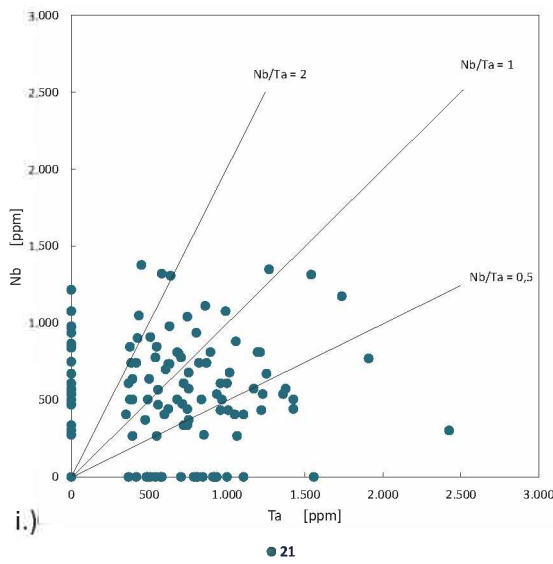 3.000
Nb/Ta = 2
Nb/Ta = 1
2,500
2.000
1,500
Nb/Ta = 0,5
1,000
500
0
Nb [ppm]
0 500 1.000 1.500 2.000 2.500 3.000
Ta [ppm]
i.)
21